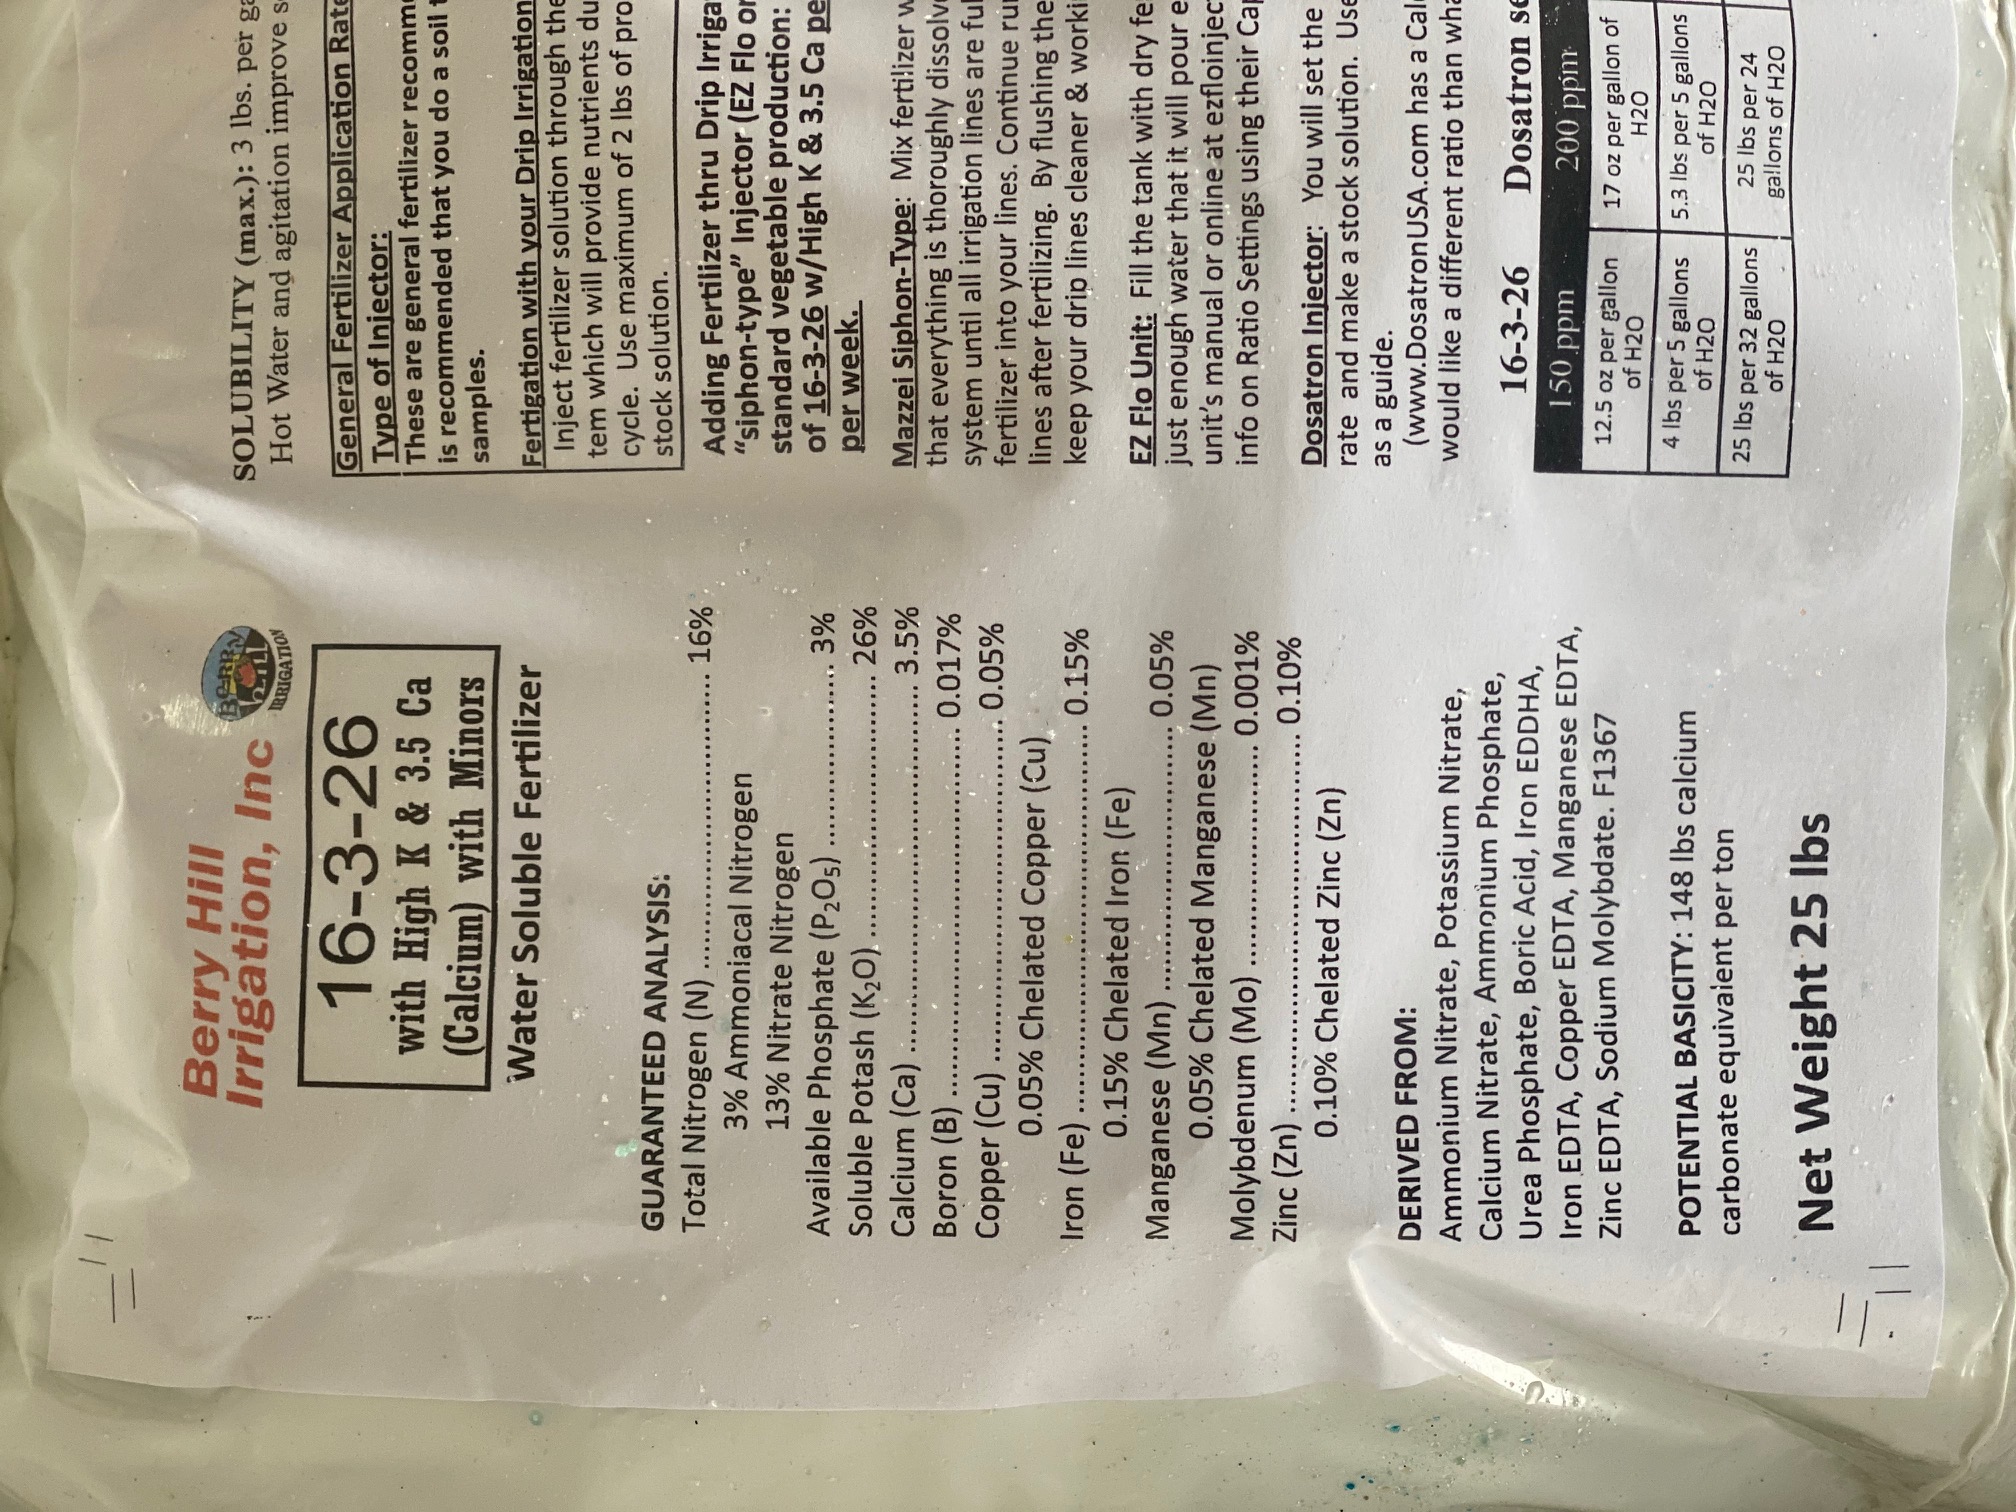 Berry Hill
Irrigation, Inc
BERRY
HILL
IRRIGATION
16-3-26
with High K & 3.5 Ca
(Calcium) with Minors
Water Soluble Fertilizer
GUARANTEED ANALYSIS:
Total Nitrogen (N) .......................... 16%
3% Ammoniacal Nitrogen
13% Nitrate Nitrogen
Available Phosphate (P₂O₅) ................ 3%
Soluble Potash (K₂O) ........................ 26%
Calcium (Ca) ................................. 3.5%
Boron (B) ................................. 0.017%
Copper (Cu) ............................... 0.05%
0.05% Chelated Copper (Cu)
Iron (Fe) ................................. 0.15%
0.15% Chelated Iron (Fe)
Manganese (Mn) ...................... 0.05%
0.05% Chelated Manganese (Mn)
Molybdenum (Mo) .................. 0.001%
Zinc (Zn) ................................. 0.10%
0.10% Chelated Zinc (Zn)
DERIVED FROM:
Ammonium Nitrate, Potassium Nitrate,
Calcium Nitrate, Ammonium Phosphate,
Urea Phosphate, Boric Acid, Iron EDDHA,
Iron EDTA, Copper EDTA, Manganese EDTA,
Zinc EDTA, Sodium Molybdate. F1367
POTENTIAL BASICITY: 148 lbs calcium
carbonate equivalent per ton
Net Weight 25 lbs
SOLUBILITY (max.): 3 lbs. per
Hot Water and agitation improve
General Fertilizer Application Rate
Type of Injector:
These are general fertilizer
is recommended that you do a soil
samples.
Fertigation with your Drip Irrigation
Inject fertilizer solution through the
tem which will provide nutrients
cycle. Use maximum of 2 lbs of
stock solution.
Adding Fertilizer thru Drip
"siphon-type" Injector (EZ Flo or
standard vegetable production:
of 16-3-26 w/High K & 3.5 Ca
per week.
Mazzei Siphon-Type: Mix fertilizer
that everything is thoroughly
system until all irrigation lines are
fertilizer into your lines. Continue
lines after fertilizing. By flushing the
keep your drip lines cleaner &
EZ Flo Unit: Fill the tank with dry
just enough water that it will pour
unit's manual or online at
info on Ratio Settings using their
Dosatron Injector: You will set the
rate and make a stock solution. Use
as a guide.
(www.DosatronUSA.com has a
would like a different ratio than
16-3-26 Dosatron
150 ppm 200 ppm
12.5 oz per gallon of H2O 17 oz per gallon of H2O
4 lbs per 5 gallons of H2O 5.3 lbs per 5 gallons of H2O
25 lbs per 32 gallons of H2O 25 lbs per 24 gallons of H2O